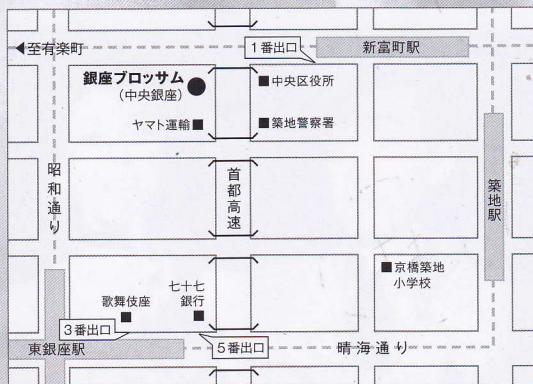 ◀至有楽町
1番出口
新富町駅
銀座ブロッサム
(中央銀座)
中央区役所
ヤマト運輸
築地警察署
昭和通り
首都高速
築地駅
京橋築地
小学校
七十七
銀行
歌舞伎座
3番出口
東銀座駅
5番出口
晴海通り